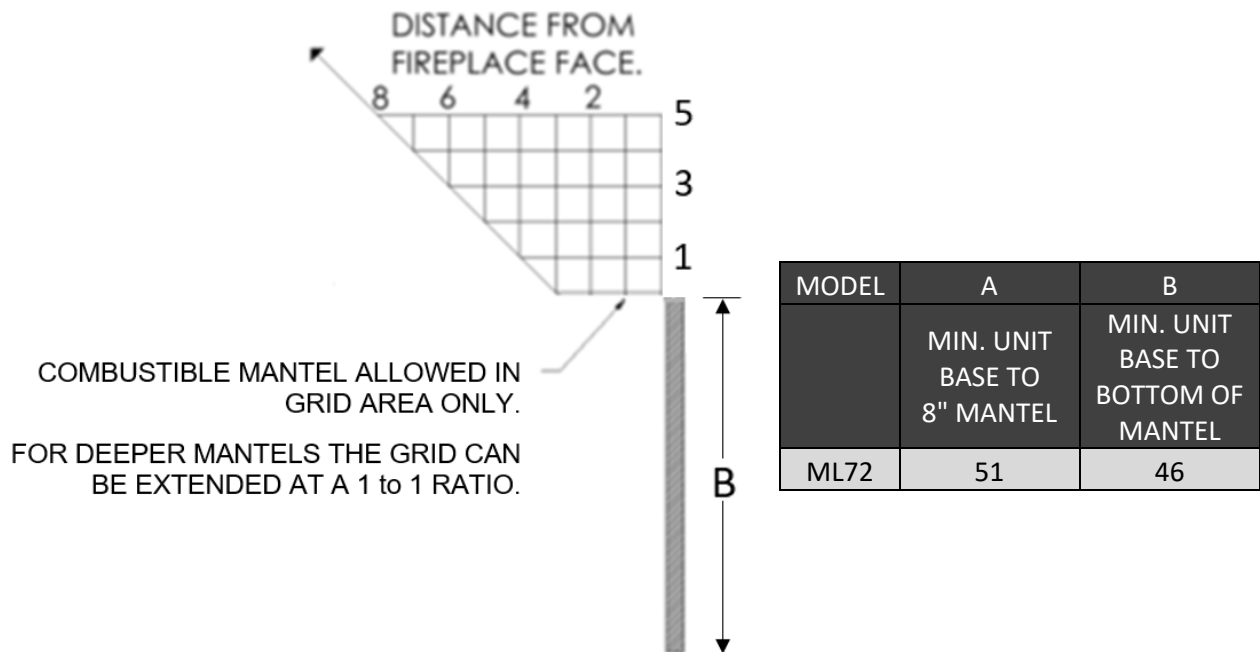 DISTANCE FROM
FIREPLACE FACE.
8 6 4 2
5
3
1
COMBUSTIBLE MANTEL ALLOWED IN
GRID AREA ONLY.
FOR DEEPER MANTELS THE GRID CAN
BE EXTENDED AT A 1 to 1 RATIO.
B
MODEL A B
MIN. UNIT
BASE TO
8" MANTEL
MIN. UNIT
BASE TO
BOTTOM OF
MANTEL
ML72 51 46